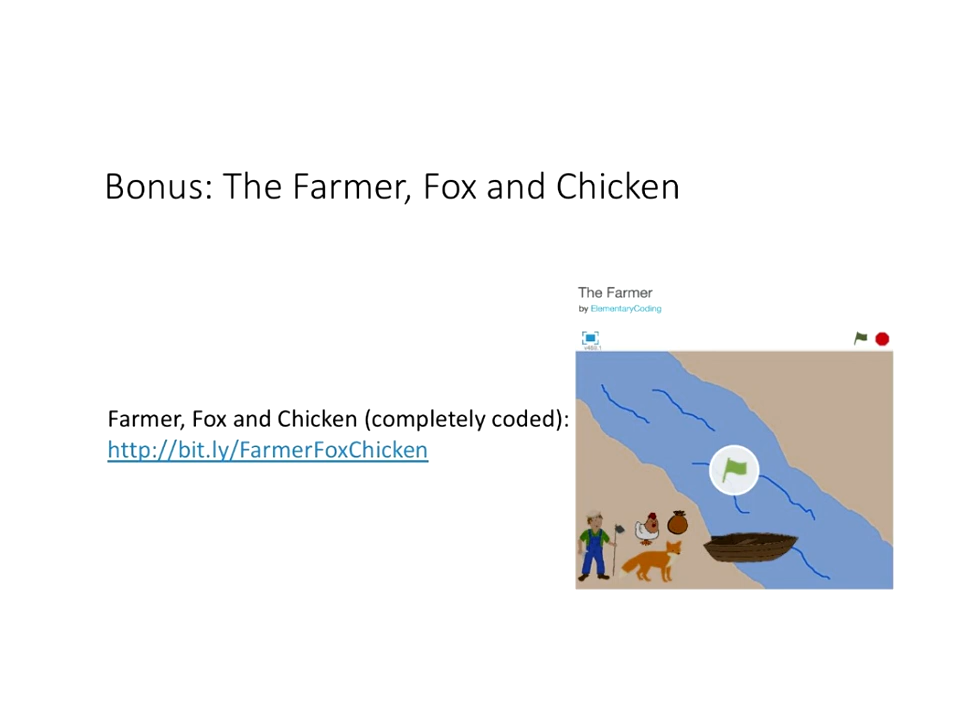 Bonus: The Farmer, Fox and Chicken
The Farmer
by ElementaryCoding
Farmer, Fox and Chicken (completely coded):
http://bit.ly/FarmerFoxChicken